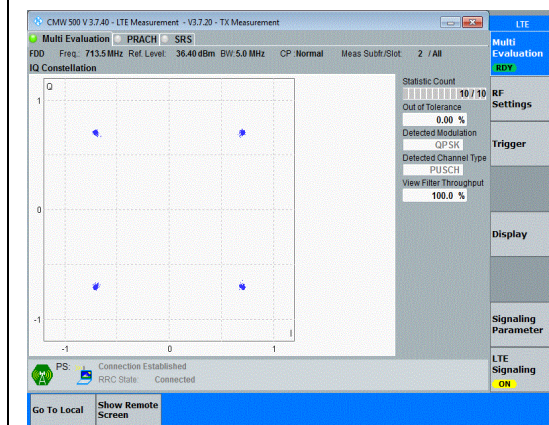 CMW 500 V 3.7.40 - LTE Measurement - V3.7.20 - TX Measurement
LTE
Multi Evaluation PRACH SRS
Multi
Evaluation
RDY
FDD Freq.: 713.5 MHz Ref. Level: 36.40 dBm BW: 5.0 MHz CP :Normal Meas Subfr./Slot: 2 / All
IQ Constellation
Q
1
0
-1
-1 0 1
I
Statistic Count
10 / 10
Out of Tolerance
0.00 %
Detected Modulation
QPSK
Detected Channel Type
PUSCH
View Filter Throughput
100.0 %
RF
Settings
Trigger
Display
Signaling
Parameter
LTE
Signaling
ON
PS: Connection Established
RRC State: Connected
Go To Local
Show Remote
Screen